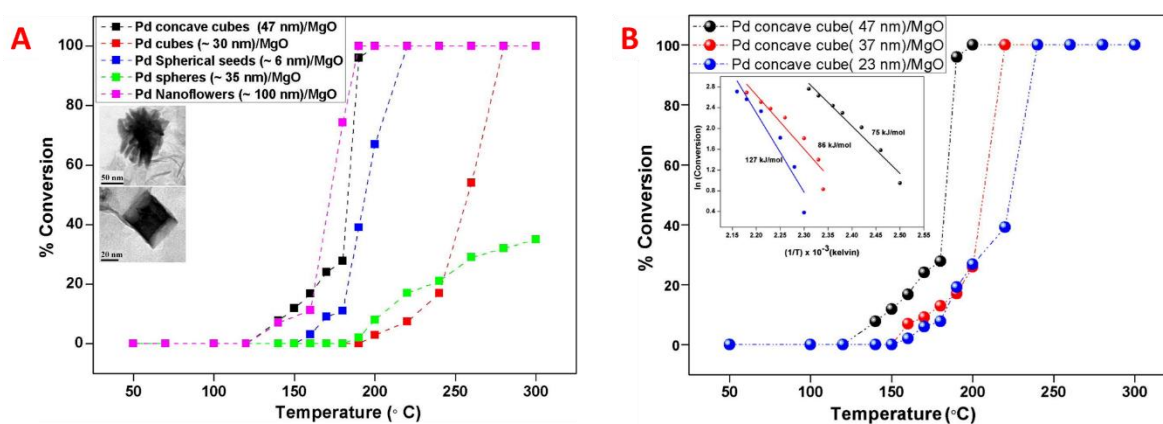 A
Pd concave cubes (47 nm)/MgO
Pd cubes (~ 30 nm)/MgO
Pd Spherical seeds (~ 6 nm)/MgO
Pd spheres (~ 35 nm)/MgO
Pd Nanoflowers (~ 100 nm)/MgO
50 nm
20 nm
% Conversion
100
80
60
40
20
0
50 100 150 200 250 300
Temperature (° C)
B
Pd concave cube( 47 nm)/MgO
Pd concave cube( 37 nm)/MgO
Pd concave cube( 23 nm)/MgO
ln (Conversion)
2.8
2.4
2.0
1.6
1.2
0.8
0.4
75 kJ/mol
86 kJ/mol
127 kJ/mol
2.15 2.20 2.25 2.30 2.35 2.40 2.45 2.50 2.55
(1/T) x 10⁻³(kelvin)
% Conversion
100
80
60
40
20
0
50 100 150 200 250 300
Temperature (°C)